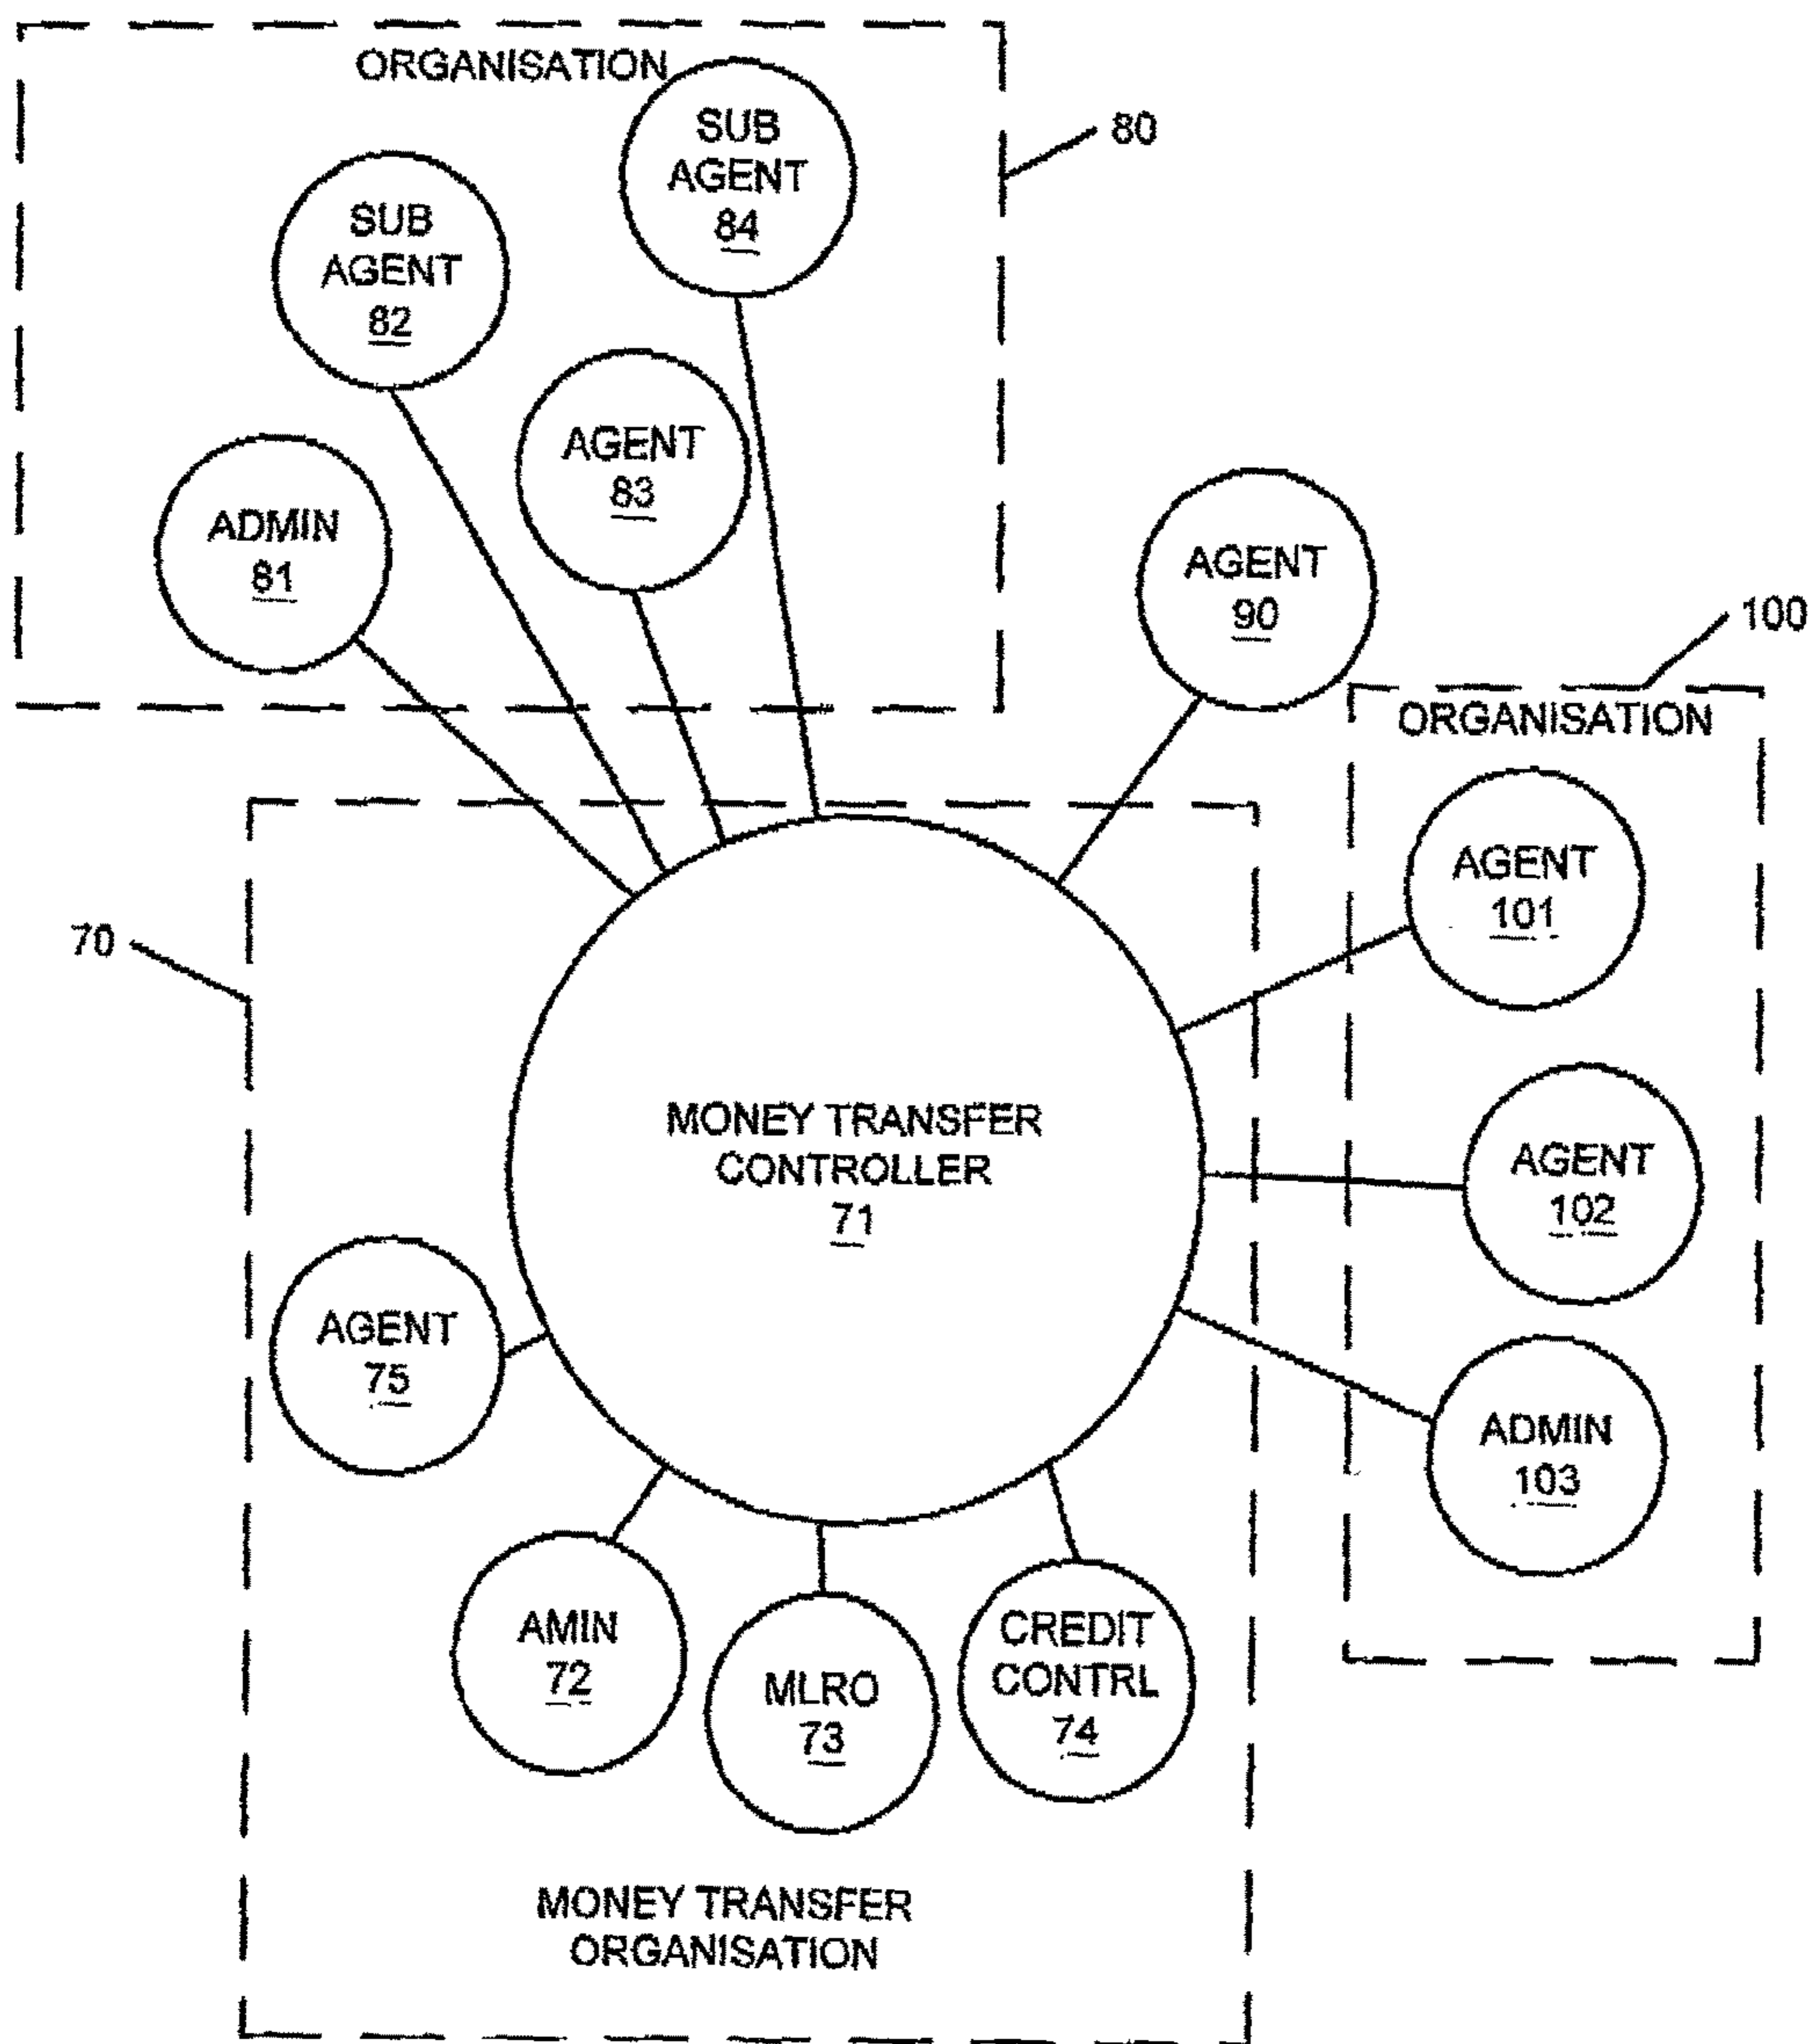 ORGANISATION
SUB
AGENT
84
80
SUB
AGENT
82
AGENT
83
ADMIN
81
AGENT
90
100
ORGANISATION
AGENT
101
70
MONEY TRANSFER
CONTROLLER
71
AGENT
102
AGENT
75
ADMIN
103
AMIN
72
MLRO
73
CREDIT
CONTRL
74
MONEY TRANSFER
ORGANISATION